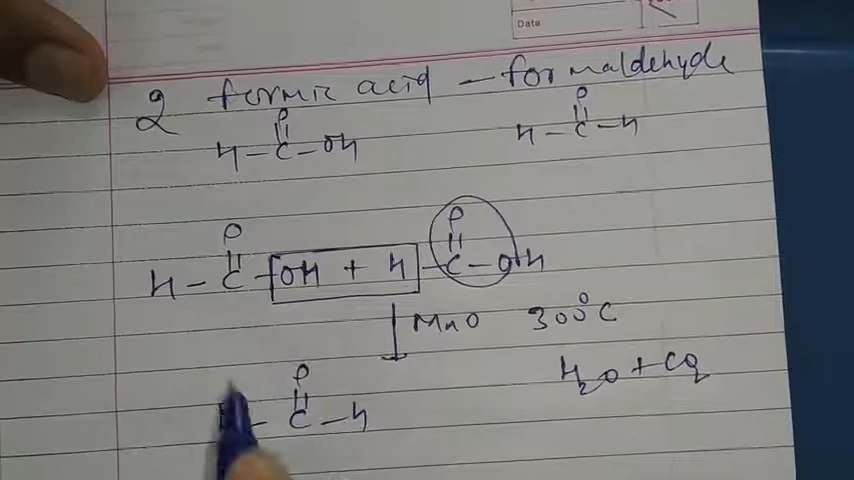 Date
2 formic acid – formaldehyde
O O
H – C – OH H – C – H
O O
H – C – OH + H – C – OH
MnO 300°C
H2O + CO2
O
C – H